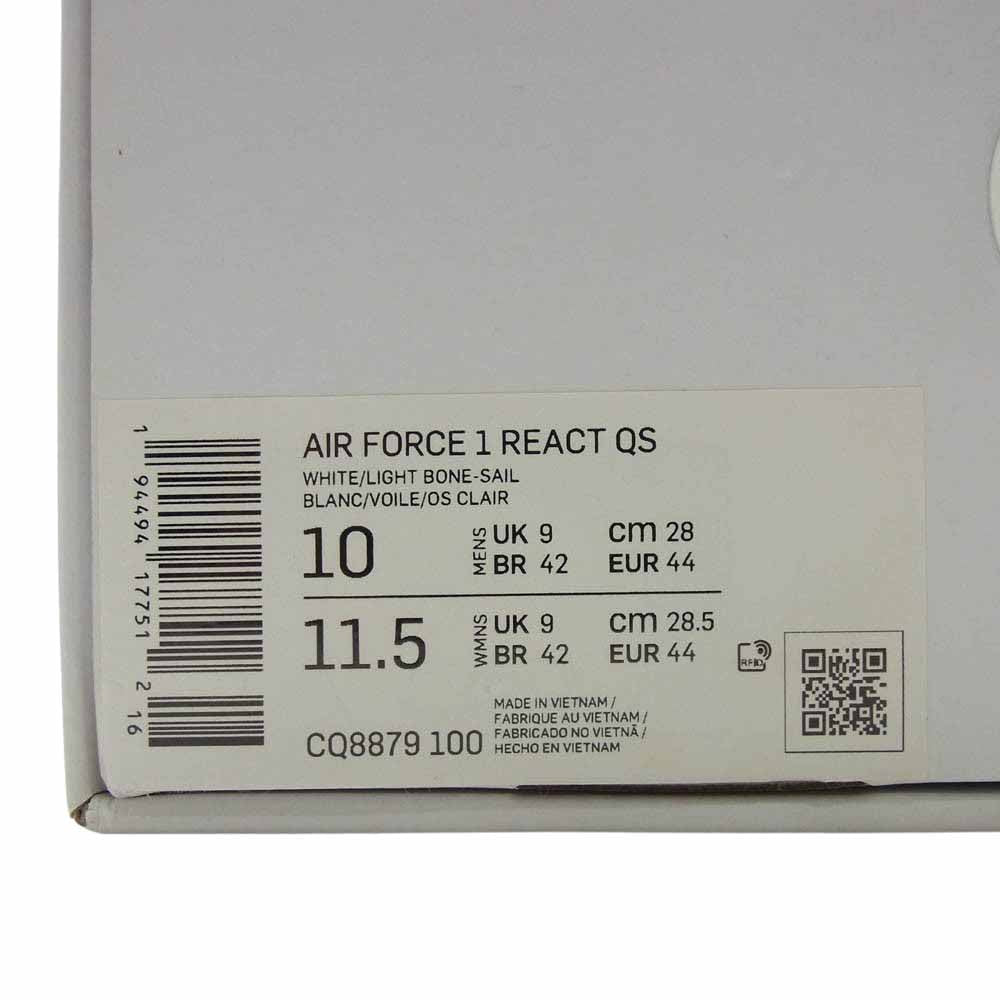 AIR FORCE 1 REACT QS
WHITE/LIGHT BONE-SAIL
BLANC/VOILE/OS CLAIR
10 MENS UK 9 CM 28
BR 42 EUR 44
11.5 WMNS UK 9 CM 28.5
BR 42 EUR 44
RFID
CQ8879 100
MADE IN VIETNAM /
FABRIQUE AU VIETNAM /
FABRICADO NO VIETNÃ /
HECHO EN VIETNAM
1 94494 17751 2 16